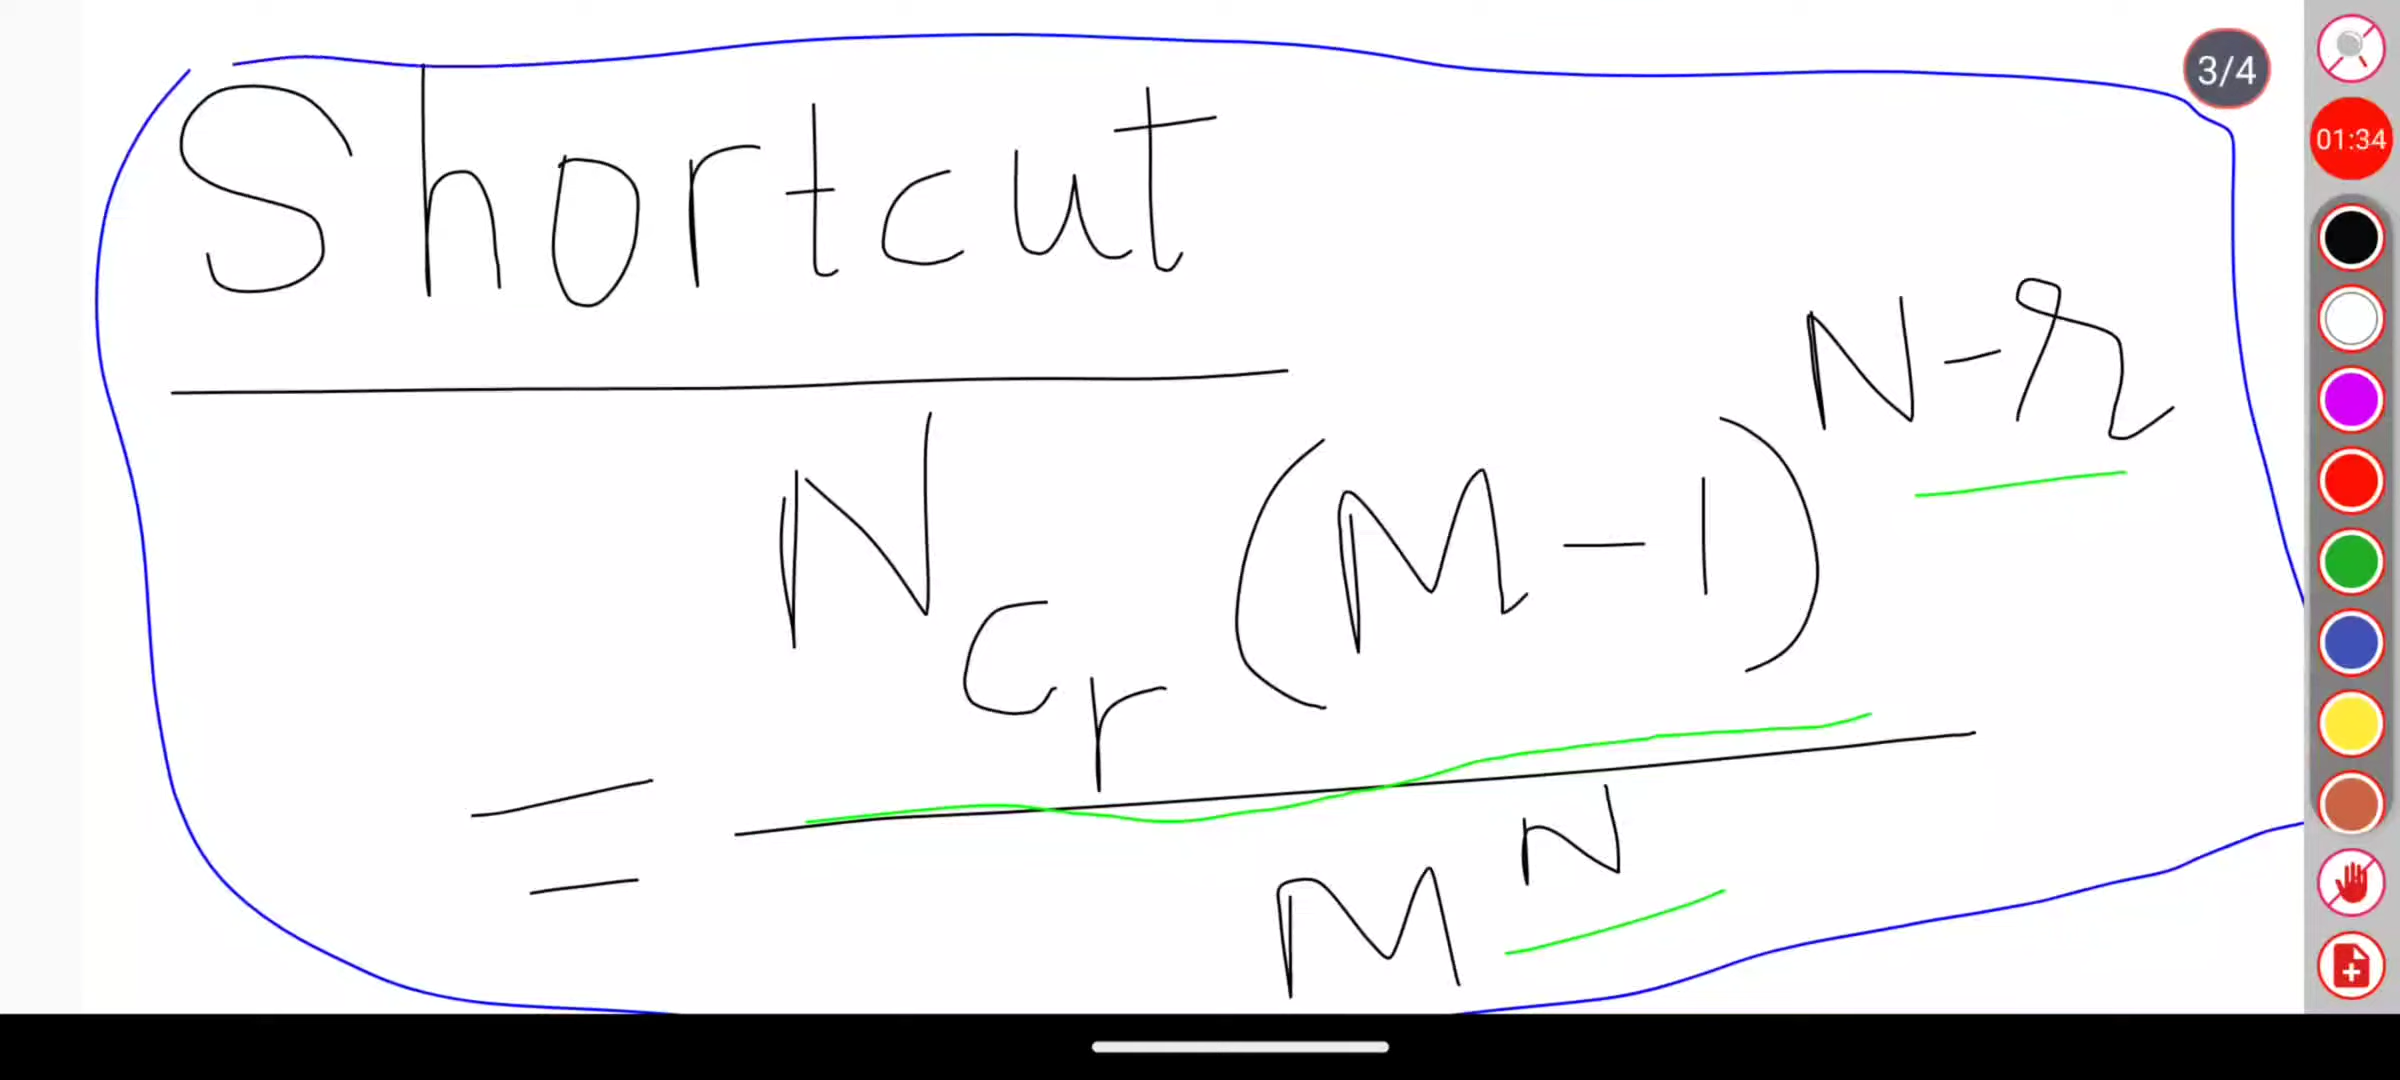 Shortcut
= NCr (M-1)^N-r
M^N
3/4
01:34